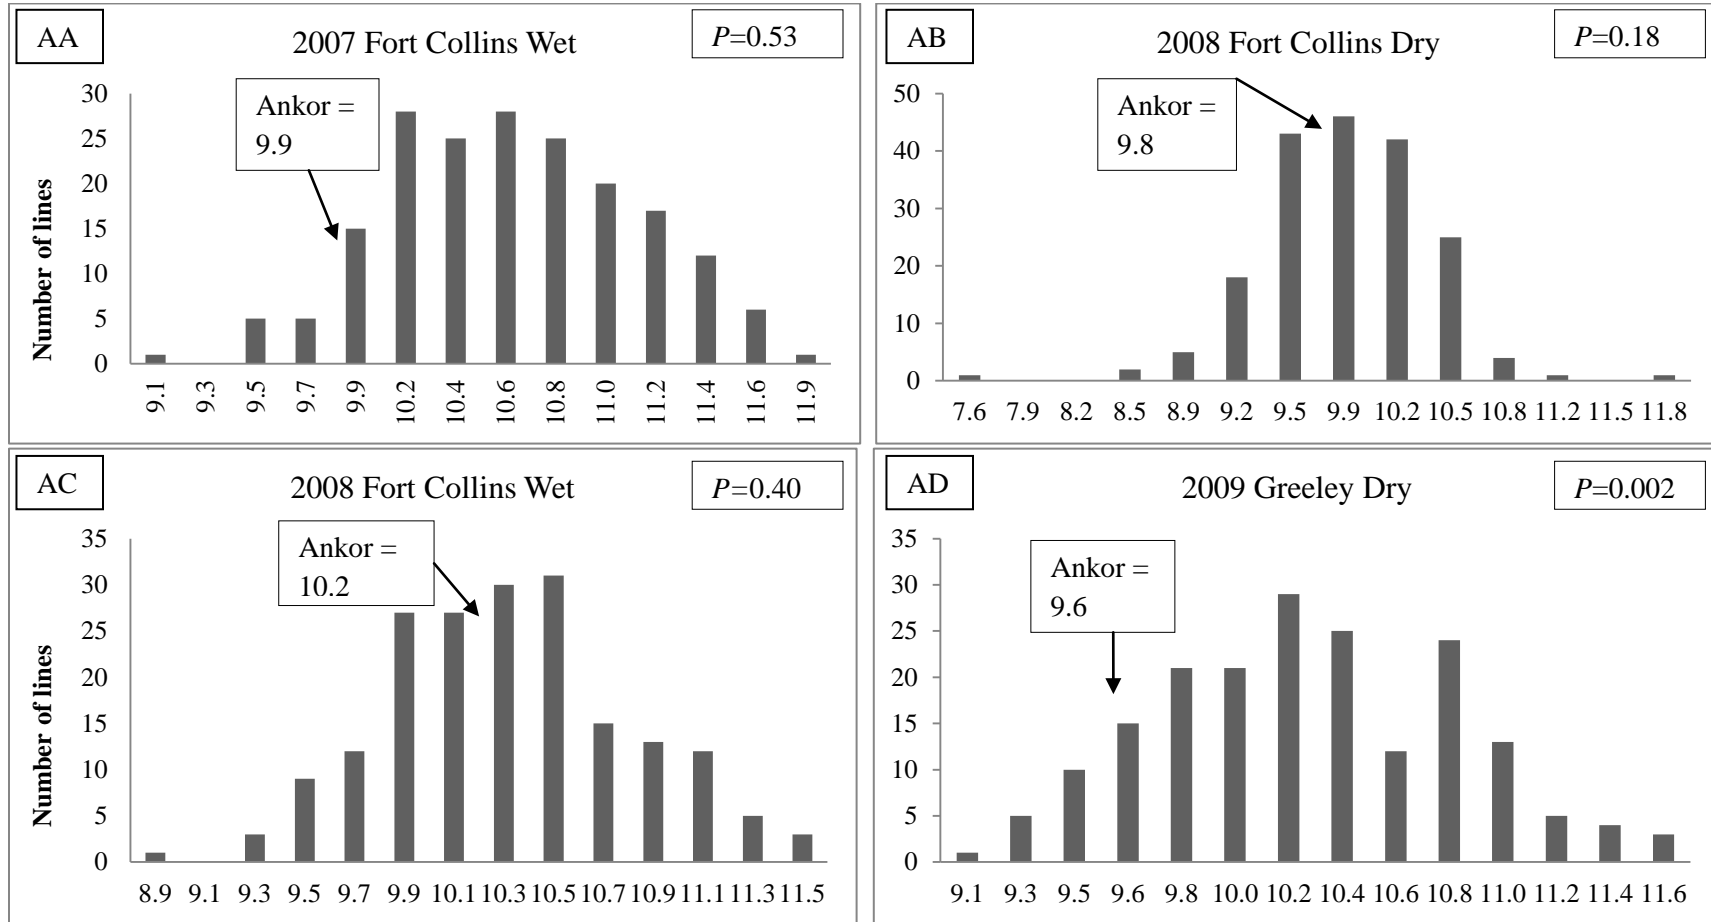 AA
2007 Fort Collins Wet
P=0.53
Ankor =
9.9
Number of lines
30
25
20
15
10
5
0
9.1 9.3 9.5 9.7 9.9 10.2 10.4 10.6 10.8 11.0 11.2 11.4 11.6 11.9
AB
2008 Fort Collins Dry
P=0.18
Ankor =
9.8
50
40
30
20
10
0
7.6 7.9 8.2 8.5 8.9 9.2 9.5 9.9 10.2 10.5 10.8 11.2 11.5 11.8
AC
2008 Fort Collins Wet
P=0.40
Ankor =
10.2
Number of lines
35
30
25
20
15
10
5
0
8.9 9.1 9.3 9.5 9.7 9.9 10.1 10.3 10.5 10.7 10.9 11.1 11.3 11.5
AD
2009 Greeley Dry
P=0.002
Ankor =
9.6
35
30
25
20
15
10
5
0
9.1 9.3 9.5 9.6 9.8 10.0 10.2 10.4 10.6 10.8 11.0 11.2 11.4 11.6